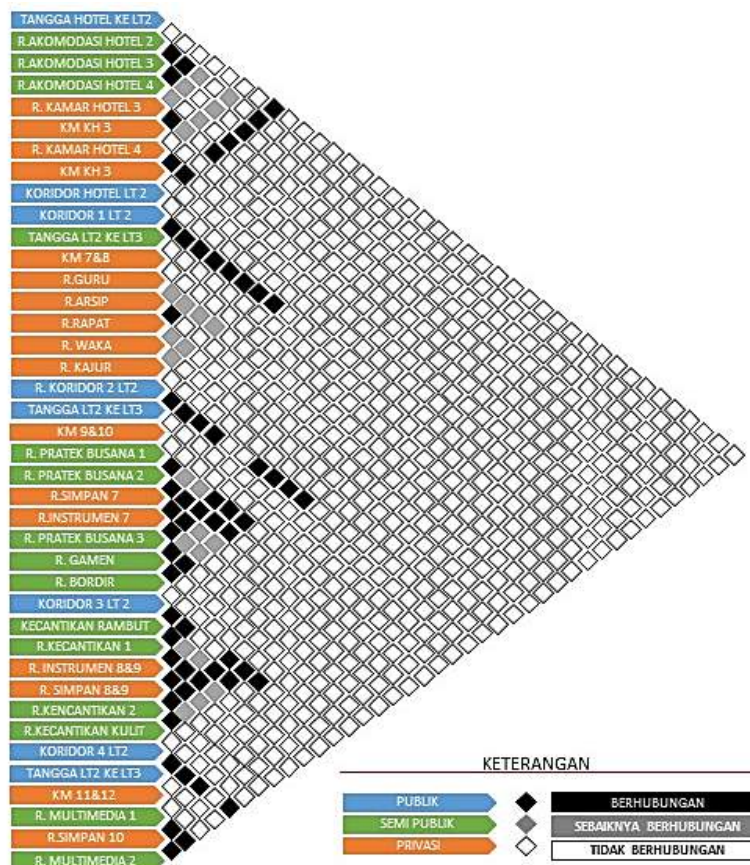 TANGGA HOTEL KE LT2
R.AKOMODASI HOTEL 2
R.AKOMODASI HOTEL 3
R.AKOMODASI HOTEL 4
R. KAMAR HOTEL 3
KM KH 3
R. KAMAR HOTEL 4
KM KH 3
KORIDOR HOTEL LT 2
KORIDOR 1 LT 2
TANGGA LT2 KE LT3
KM 7&8
R.GURU
R.ARSIP
R.RAPAT
R. WAKA
R. KAJUR
R. KORIDOR 2 LT2
TANGGA LT2 KE LT3
KM 9&10
R. PRATEK BUSANA 1
R. PRATEK BUSANA 2
R.SIMPAN 7
R.INSTRUMEN 7
R. PRATEK BUSANA 3
R. GAMEN
R. BORDIR
KORIDOR 3 LT 2
KECANTIKAN RAMBUT
R.KECANTIKAN 1
R. INSTRUMEN 8&9
R. SIMPAN 8&9
R.KENCANTIKAN 2
R.KECANTIKAN KULIT
KORIDOR 4 LT2
TANGGA LT2 KE LT3
KM 11&12
R. MULTIMEDIA 1
R.SIMPAN 10
R. MULTIMEDIA 2
KETERANGAN
PUBLIK BERHUBUNGAN
SEMI PUBLIK SEBAIKNYA BERHUBUNGAN
PRIVASI TIDAK BERHUBUNGAN